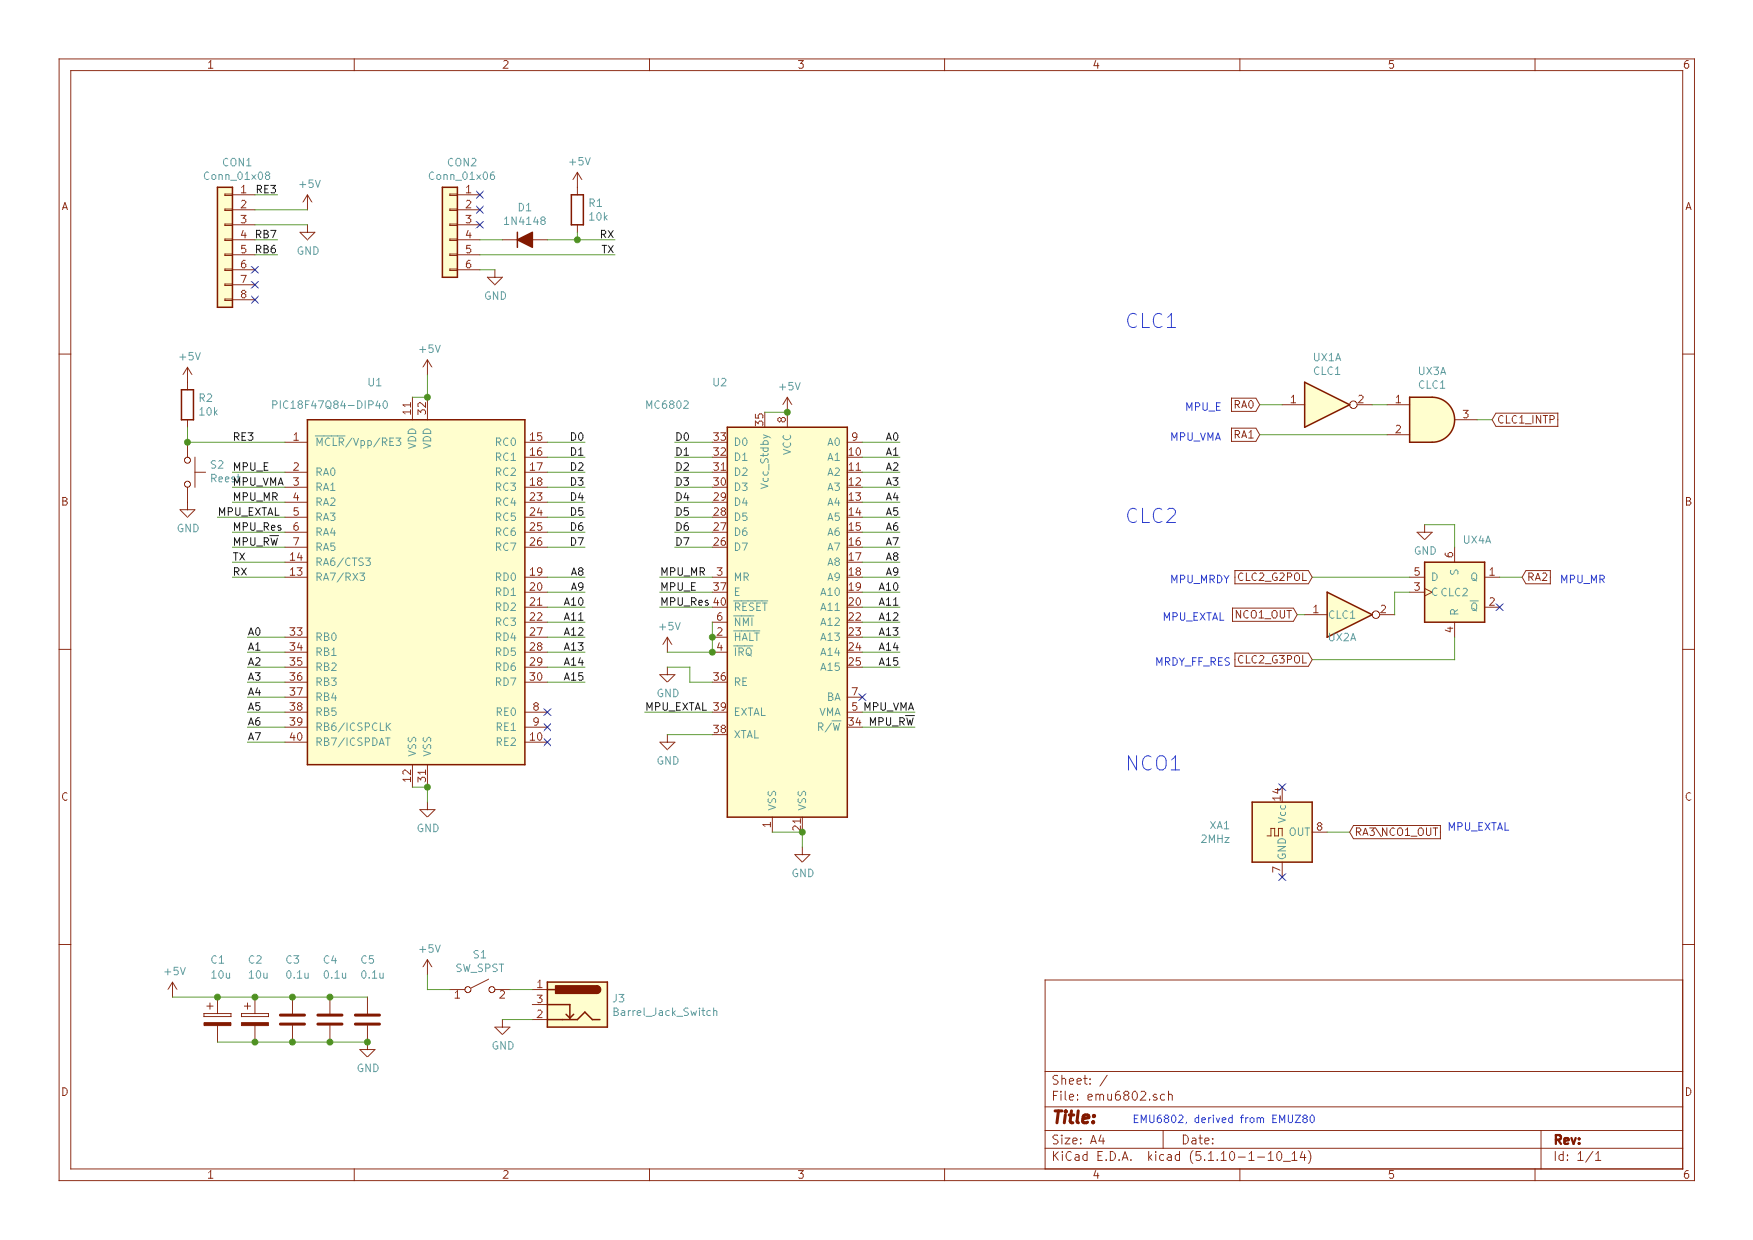 1 2 3 4 5 6
A
A
B
B
C
C
D
D
CON1
Conn_01x08
1 RE3
2
3
4 RB7
5 RB6
6
7
8
+5V
GND
CON2
Conn_01x06
1
2
3
4
5
6
D1
1N4148
+5V
R1
10k
RX
TX
GND
+5V
R2
10k
S2
Reest
GND
U1
PIC18F47Q84-DIP40
+5V
11 32
VDD VDD
RE3 1 MCLR/Vpp/RE3
MPU_E 2 RA0
MPU_VMA 3 RA1
MPU_MR 4 RA2
MPU_EXTAL 5 RA3
MPU_Res 6 RA4
MPU_RW 7 RA5
TX 14 RA6/CTS3
RX 13 RA7/RX3
A0 33 RB0
A1 34 RB1
A2 35 RB2
A3 36 RB3
A4 37 RB4
A5 38 RB5
A6 39 RB6/ICSPCLK
A7 40 RB7/ICSPDAT
RC0 15 D0
RC1 16 D1
RC2 17 D2
RC3 18 D3
RC4 23 D4
RC5 24 D5
RC6 25 D6
RC7 26 D7
RD0 19 A8
RD1 20 A9
RD2 21 A10
RC3 22 A11
RD4 27 A12
RD5 28 A13
RD6 29 A14
RD7 30 A15
RE0 8
RE1 9
RE2 10
VSS VSS
12 31
GND
U2
MC6802
+5V
35 8
Vcc_Stdby VCC
D0 33 D0
D1 32 D1
D2 31 D2
D3 30 D3
D4 29 D4
D5 28 D5
D6 27 D6
D7 26 D7
MPU_MR 3 MR
MPU_E 37 E
MPU_Res 40 RESET
6 NMI
2 HALT
4 IRQ
+5V
36 RE
GND
MPU_EXTAL 39 EXTAL
38 XTAL
GND
A0 9 A0
A1 10 A1
A2 11 A2
A3 12 A3
A4 13 A4
A5 14 A5
A6 15 A6
A7 16 A7
A8 17 A8
A9 18 A9
A10 19 A10
A11 20 A11
A12 22 A12
A13 23 A13
A14 24 A14
A15 25 A15
BA 7
VMA 5 MPU_VMA
R/W 34 MPU_RW
VSS VSS
1 21
GND
CLC1
UX1A
CLC1
UX3A
CLC1
MPU_E RA0 1 2 1
MPU_VMA RA1 2
3 CLC1_INTP
CLC2
GND
UX4A
6
S
MPU_MRDY CLC2_G2POL 5 D Q 1 RA2 MPU_MR
3 C CLC2
MPU_EXTAL NCO1_OUT 1 CLC1 2
UX2A
Q 2
R
4
MRDY_FF_RES CLC2_G3POL
NCO1
XA1
2MHz
14
Vcc
OUT 8 RA3\NCO1_OUT MPU_EXTAL
GND
7
+5V
C1
10u
C2
10u
C3
0.1u
C4
0.1u
C5
0.1u
+ +
GND
+5V
S1
SW_SPST
1 2
1
3
2
J3
Barrel_Jack_Switch
GND
Sheet: /
File: emu6802.sch
Title: EMU6802, derived from EMUZ80
Size: A4 Date: Rev:
KiCad E.D.A. kicad (5.1.10-1-10_14) Id: 1/1
1 2 3 4 5 6